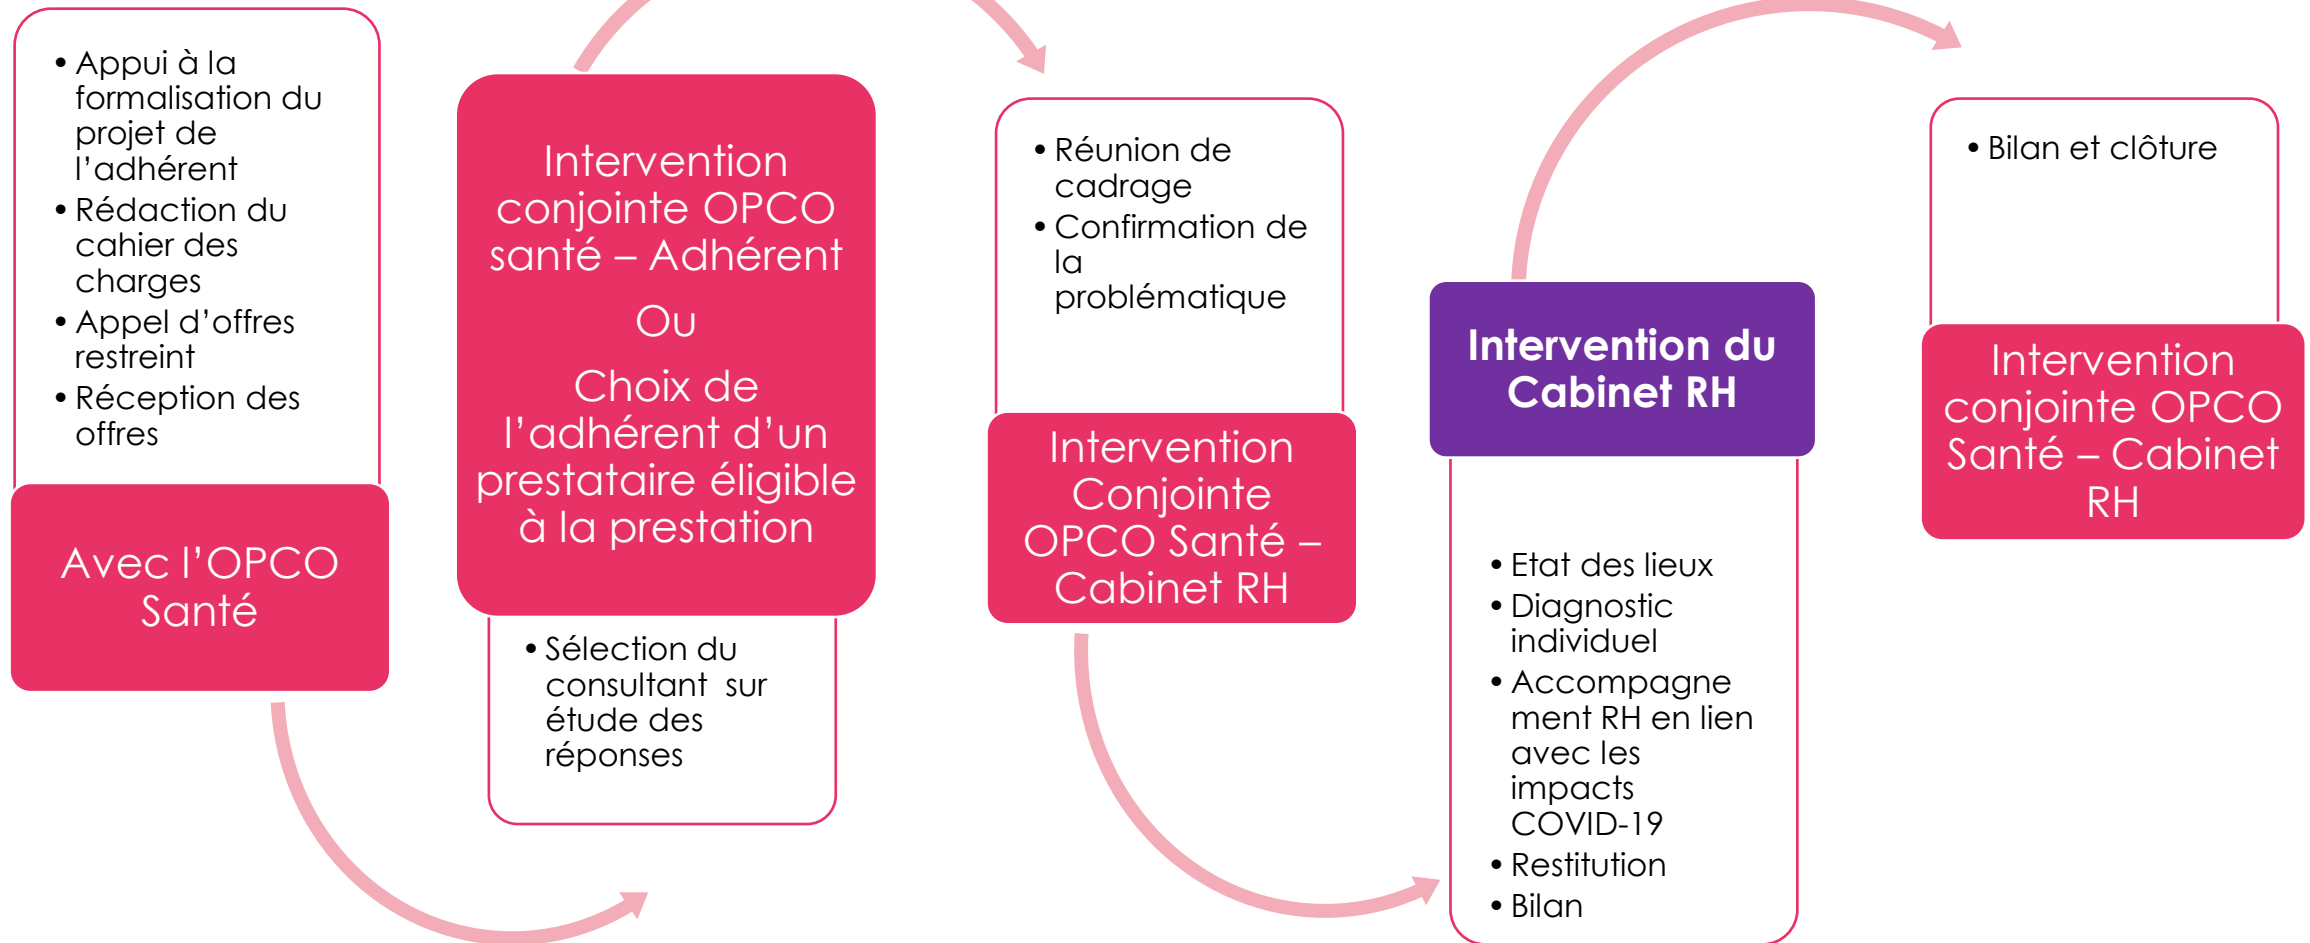 • Appui à la
formalisation du
projet de
l’adhérent
• Rédaction du
cahier des
charges
• Appel d’offres
restreint
• Réception des
offres
Avec l’OPCO
Santé
Intervention
conjointe OPCO
santé – Adhérent
Ou
Choix de
l’adhérent d’un
prestataire éligible
à la prestation
• Sélection du
consultant sur
étude des
réponses
• Réunion de
cadrage
• Confirmation de
la
problématique
Intervention
Conjointe
OPCO Santé –
Cabinet RH
Intervention du
Cabinet RH
• Etat des lieux
• Diagnostic
individuel
• Accompagne
ment RH en lien
avec les
impacts
COVID-19
• Restitution
• Bilan
• Bilan et clôture
Intervention
conjointe OPCO
Santé – Cabinet
RH